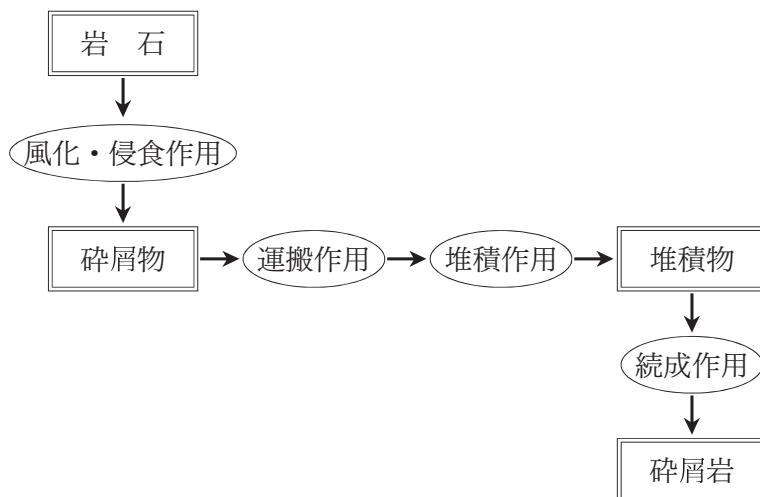 岩　石
風化・侵食作用
砕屑物
運搬作用
堆積作用
堆積物
続成作用
砕屑岩